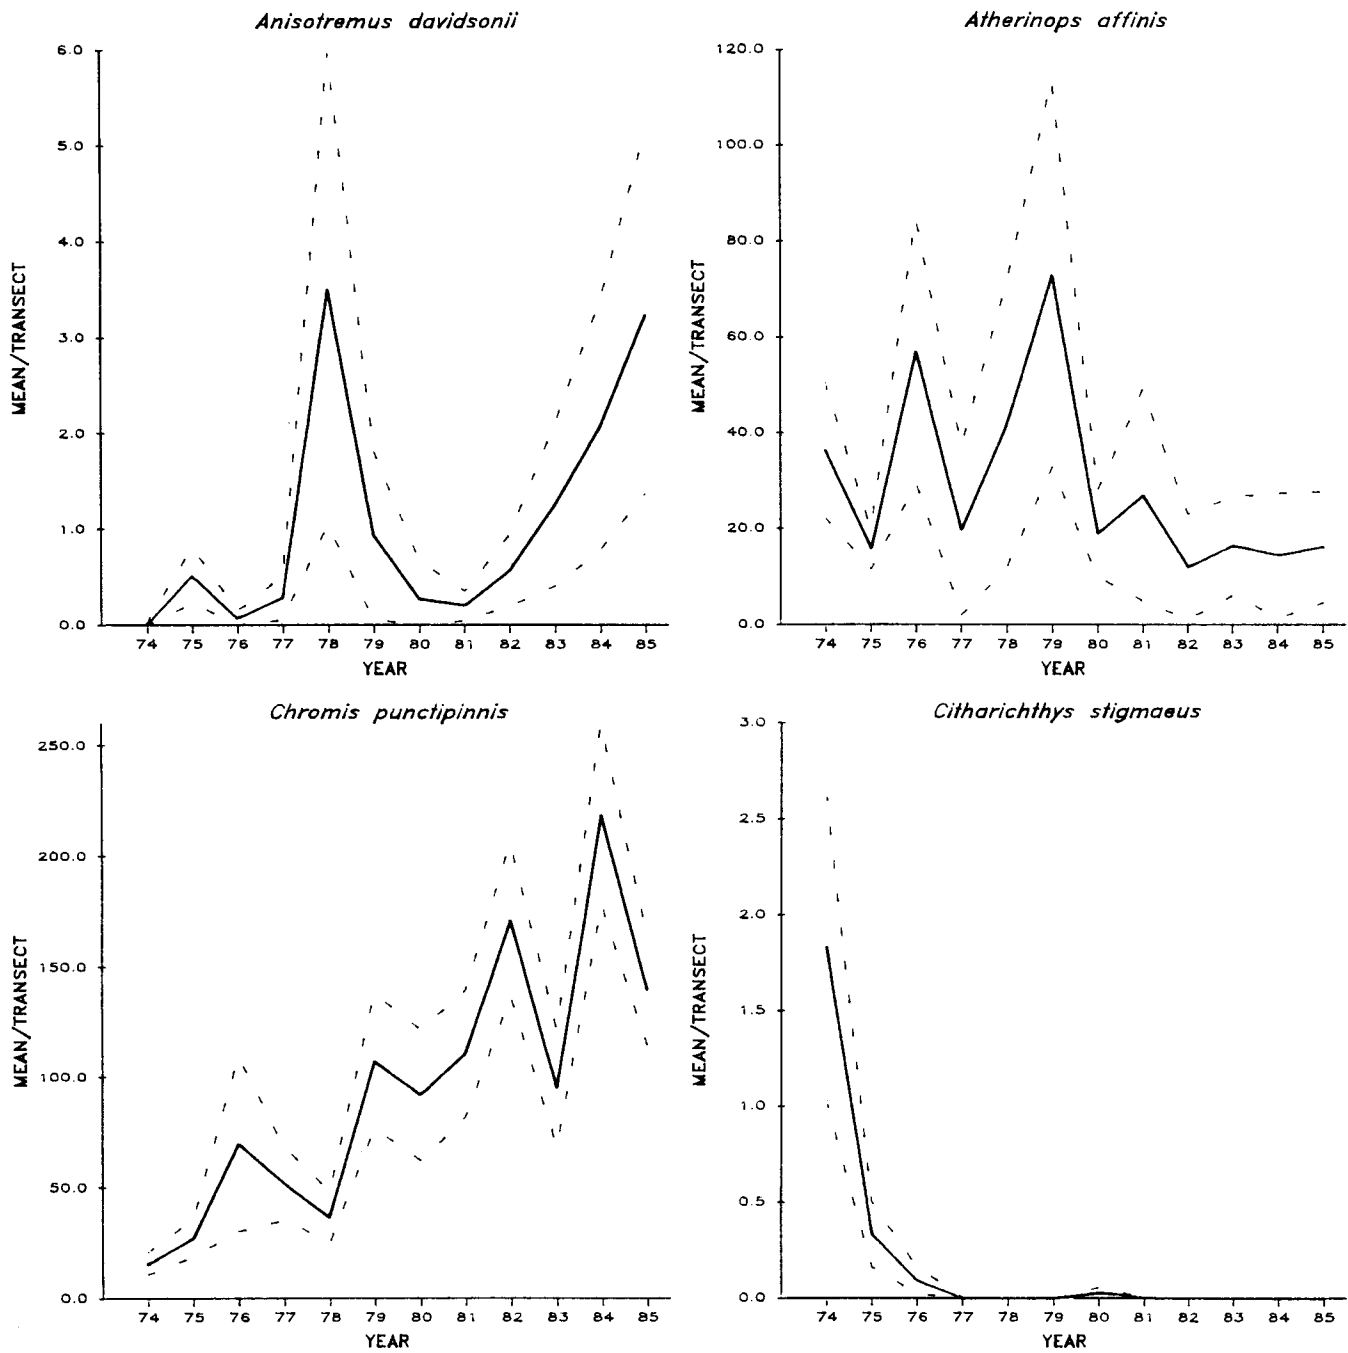 Anisotremus davidsonii
6.0
5.0
4.0
3.0
2.0
1.0
0.0
MEAN/TRANSECT
74 75 76 77 78 79 80 81 82 83 84 85
YEAR
Atherinops affinis
120.0
100.0
80.0
60.0
40.0
20.0
0.0
MEAN/TRANSECT
74 75 76 77 78 79 80 81 82 83 84 85
YEAR
Chromis punctipinnis
250.0
200.0
150.0
100.0
50.0
0.0
MEAN/TRANSECT
74 75 76 77 78 79 80 81 82 83 84 85
YEAR
Citharichthys stigmaeus
3.0
2.5
2.0
1.5
1.0
0.5
0.0
MEAN/TRANSECT
74 75 76 77 78 79 80 81 82 83 84 85
YEAR